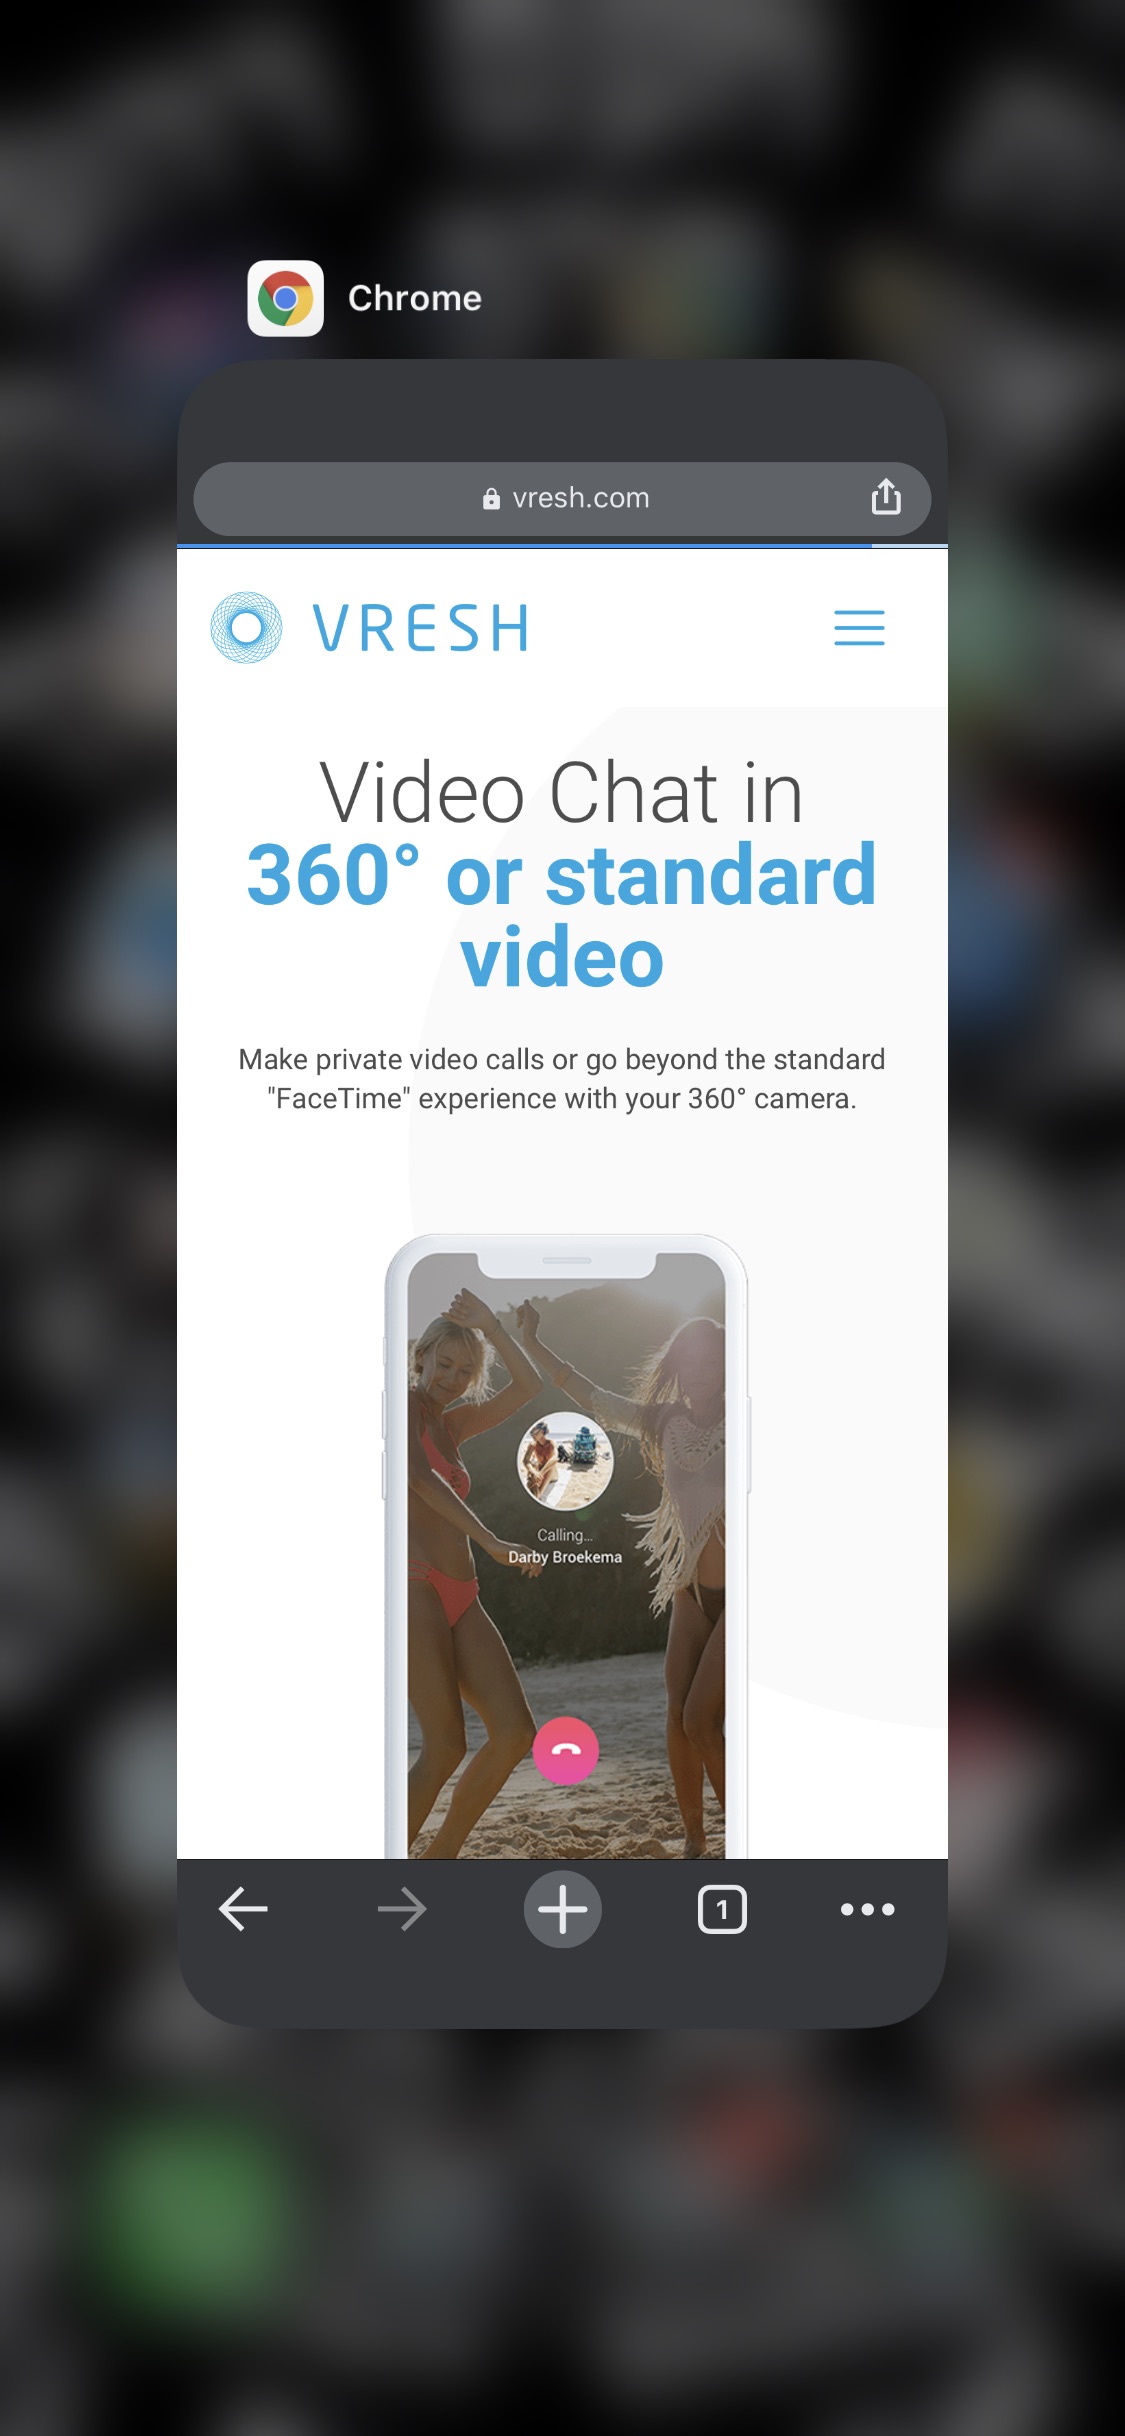 Chrome
vresh.com
VRESH
Video Chat in
360° or standard
video
Make private video calls or go beyond the standard
"FaceTime" experience with your 360° camera.
Calling...
Darby Broekema
1